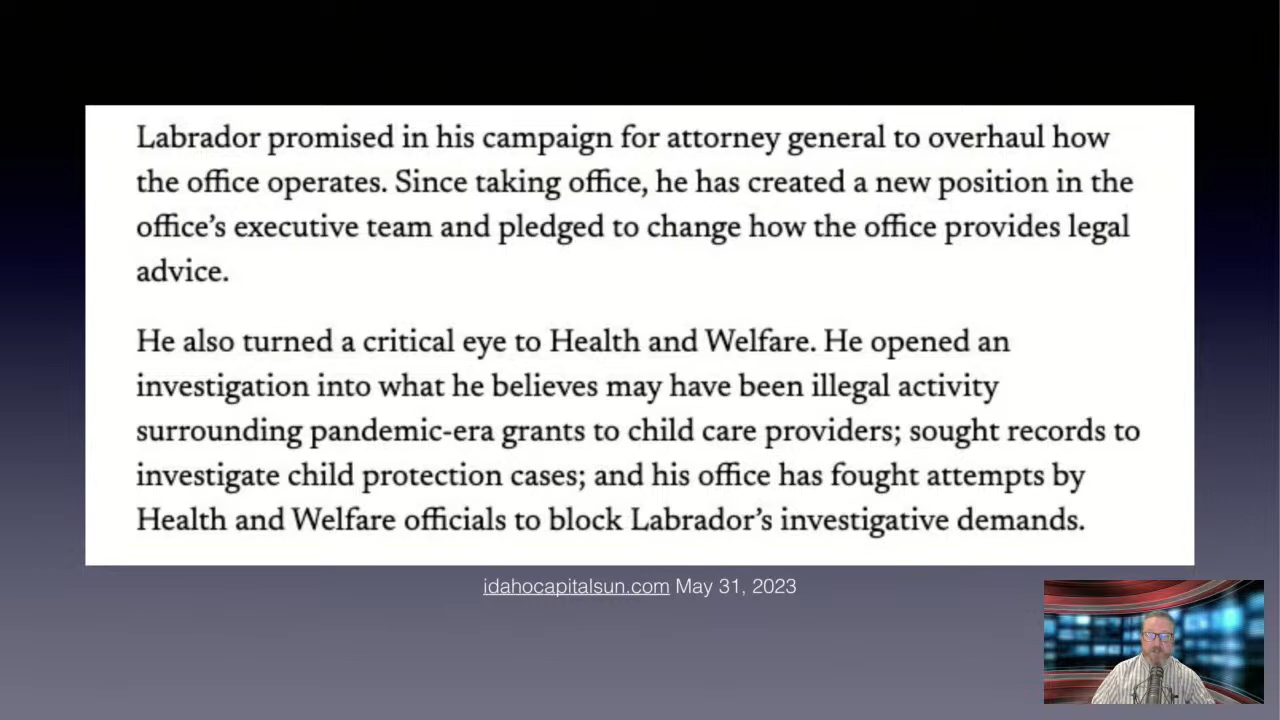 Labrador promised in his campaign for attorney general to overhaul how
the office operates. Since taking office, he has created a new position in the
office’s executive team and pledged to change how the office provides legal
advice.
He also turned a critical eye to Health and Welfare. He opened an
investigation into what he believes may have been illegal activity
surrounding pandemic-era grants to child care providers; sought records to
investigate child protection cases; and his office has fought attempts by
Health and Welfare officials to block Labrador’s investigative demands.
idahocapitalsun.com May 31, 2023